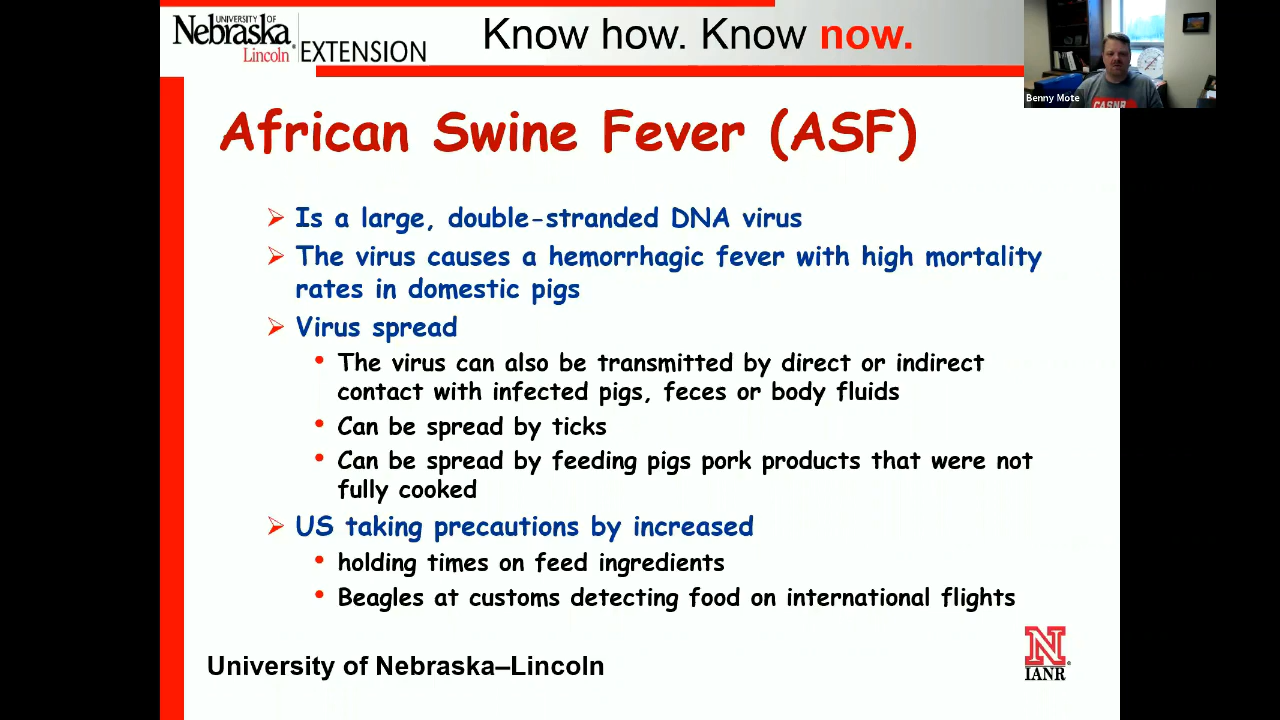 UNIVERSITY OF
Nebraska
Lincoln
EXTENSION
Know how. Know now.
Benny Mote
CASNR
African Swine Fever (ASF)
Is a large, double-stranded DNA virus
The virus causes a hemorrhagic fever with high mortality
rates in domestic pigs
Virus spread
The virus can also be transmitted by direct or indirect
contact with infected pigs, feces or body fluids
Can be spread by ticks
Can be spread by feeding pigs pork products that were not
fully cooked
US taking precautions by increased
holding times on feed ingredients
Beagles at customs detecting food on international flights
University of Nebraska–Lincoln
N
IANR